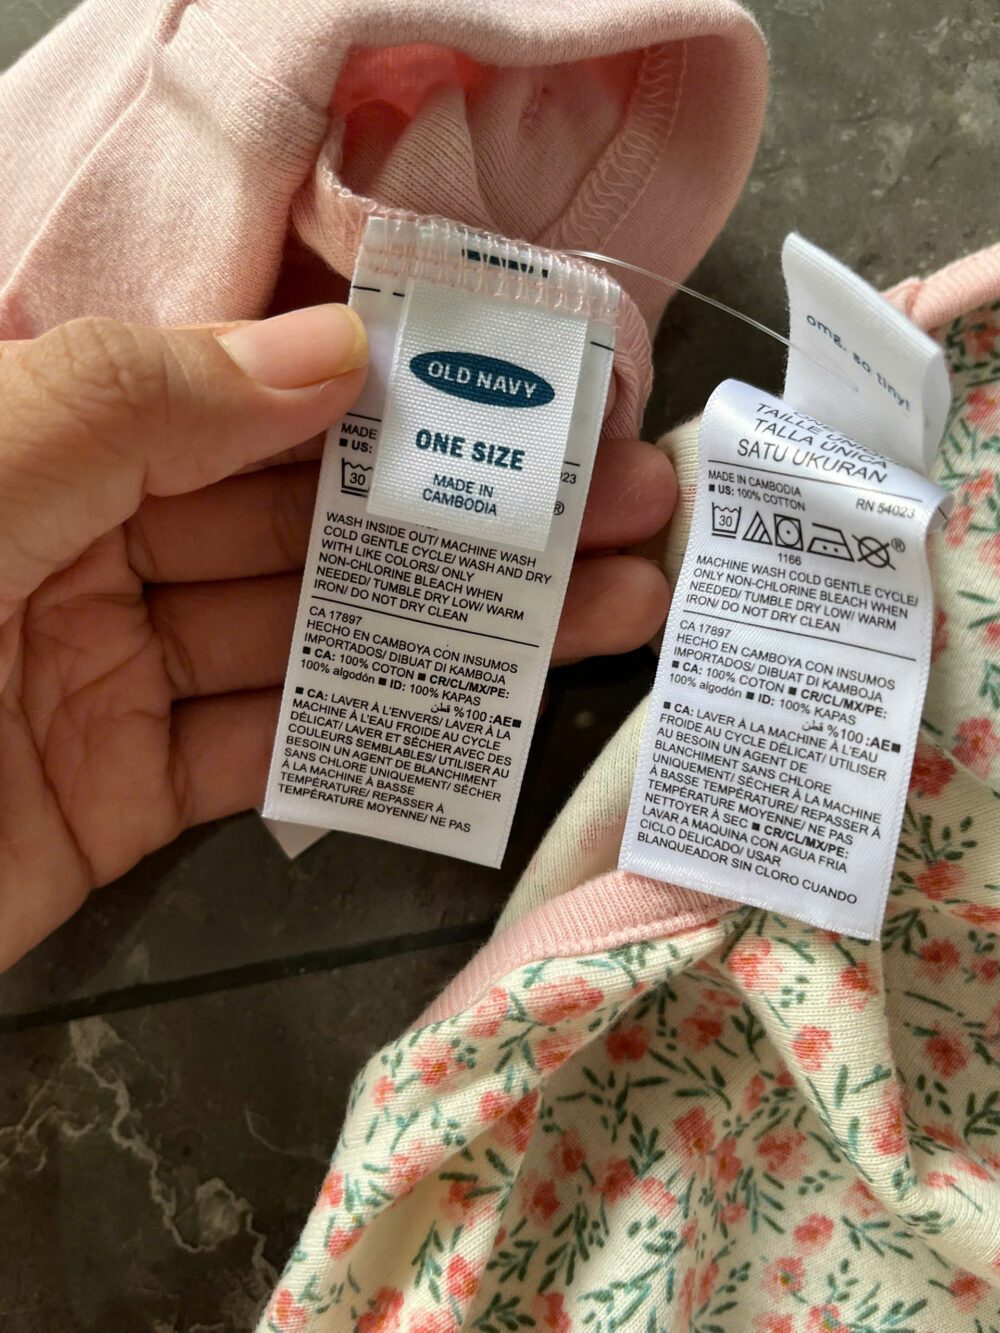 OLD NAVY
ONE SIZE
MADE IN
CAMBODIA
MADE
■ US:
23
30
®
WASH INSIDE OUT/ MACHINE WASH
COLD GENTLE CYCLE/ WASH AND DRY
WITH LIKE COLORS/ ONLY
NON-CHLORINE BLEACH WHEN
NEEDED/ TUMBLE DRY LOW/ WARM
IRON/ DO NOT DRY CLEAN
CA 17897
HECHO EN CAMBOYA CON INSUMOS
IMPORTADOS/ DIBUAT DI KAMBOJA
■ CA: 100% COTON ■ CR/CL/MX/PE:
100% algodón ■ ID: 100% KAPAS
■AE: 100% قطن
■ CA: LAVER À L'ENVERS/ LAVER À LA
MACHINE À L'EAU FROIDE AU CYCLE
DÉLICAT/ LAVER ET SÉCHER AVEC DES
COULEURS SEMBLABLES/ UTILISER AU
BESOIN UN AGENT DE BLANCHIMENT
SANS CHLORE UNIQUEMENT/ SÉCHER
À LA MACHINE À BASSE
TEMPÉRATURE/ REPASSER À
TEMPÉRATURE MOYENNE/ NE PAS
omg. so tiny!
TAILLE UNIQUE
TALLA ÚNICA
SATU UKURAN
MADE IN CAMBODIA
■ US: 100% COTTON RN 54023
30
®
1166
MACHINE WASH COLD GENTLE CYCLE/
ONLY NON-CHLORINE BLEACH WHEN
NEEDED/ TUMBLE DRY LOW/ WARM
IRON/ DO NOT DRY CLEAN
CA 17897
HECHO EN CAMBOYA CON INSUMOS
IMPORTADOS/ DIBUAT DI KAMBOJA
■ CA: 100% COTON ■ CR/CL/MX/PE:
100% algodón ■ ID: 100% KAPAS
■AE: 100% قطن
■ CA: LAVER À LA MACHINE À L'EAU
FROIDE AU CYCLE DÉLICAT/ UTILISER
AU BESOIN UN AGENT DE
BLANCHIMENT SANS CHLORE
UNIQUEMENT/ SÉCHER À LA MACHINE
À BASSE TEMPÉRATURE/ REPASSER À
TEMPÉRATURE MOYENNE/ NE PAS
NETTOYER À SEC ■ CR/CL/MX/PE:
LAVAR A MAQUINA CON AGUA FRIA
CICLO DELICADO/ USAR
BLANQUEADOR SIN CLORO CUANDO